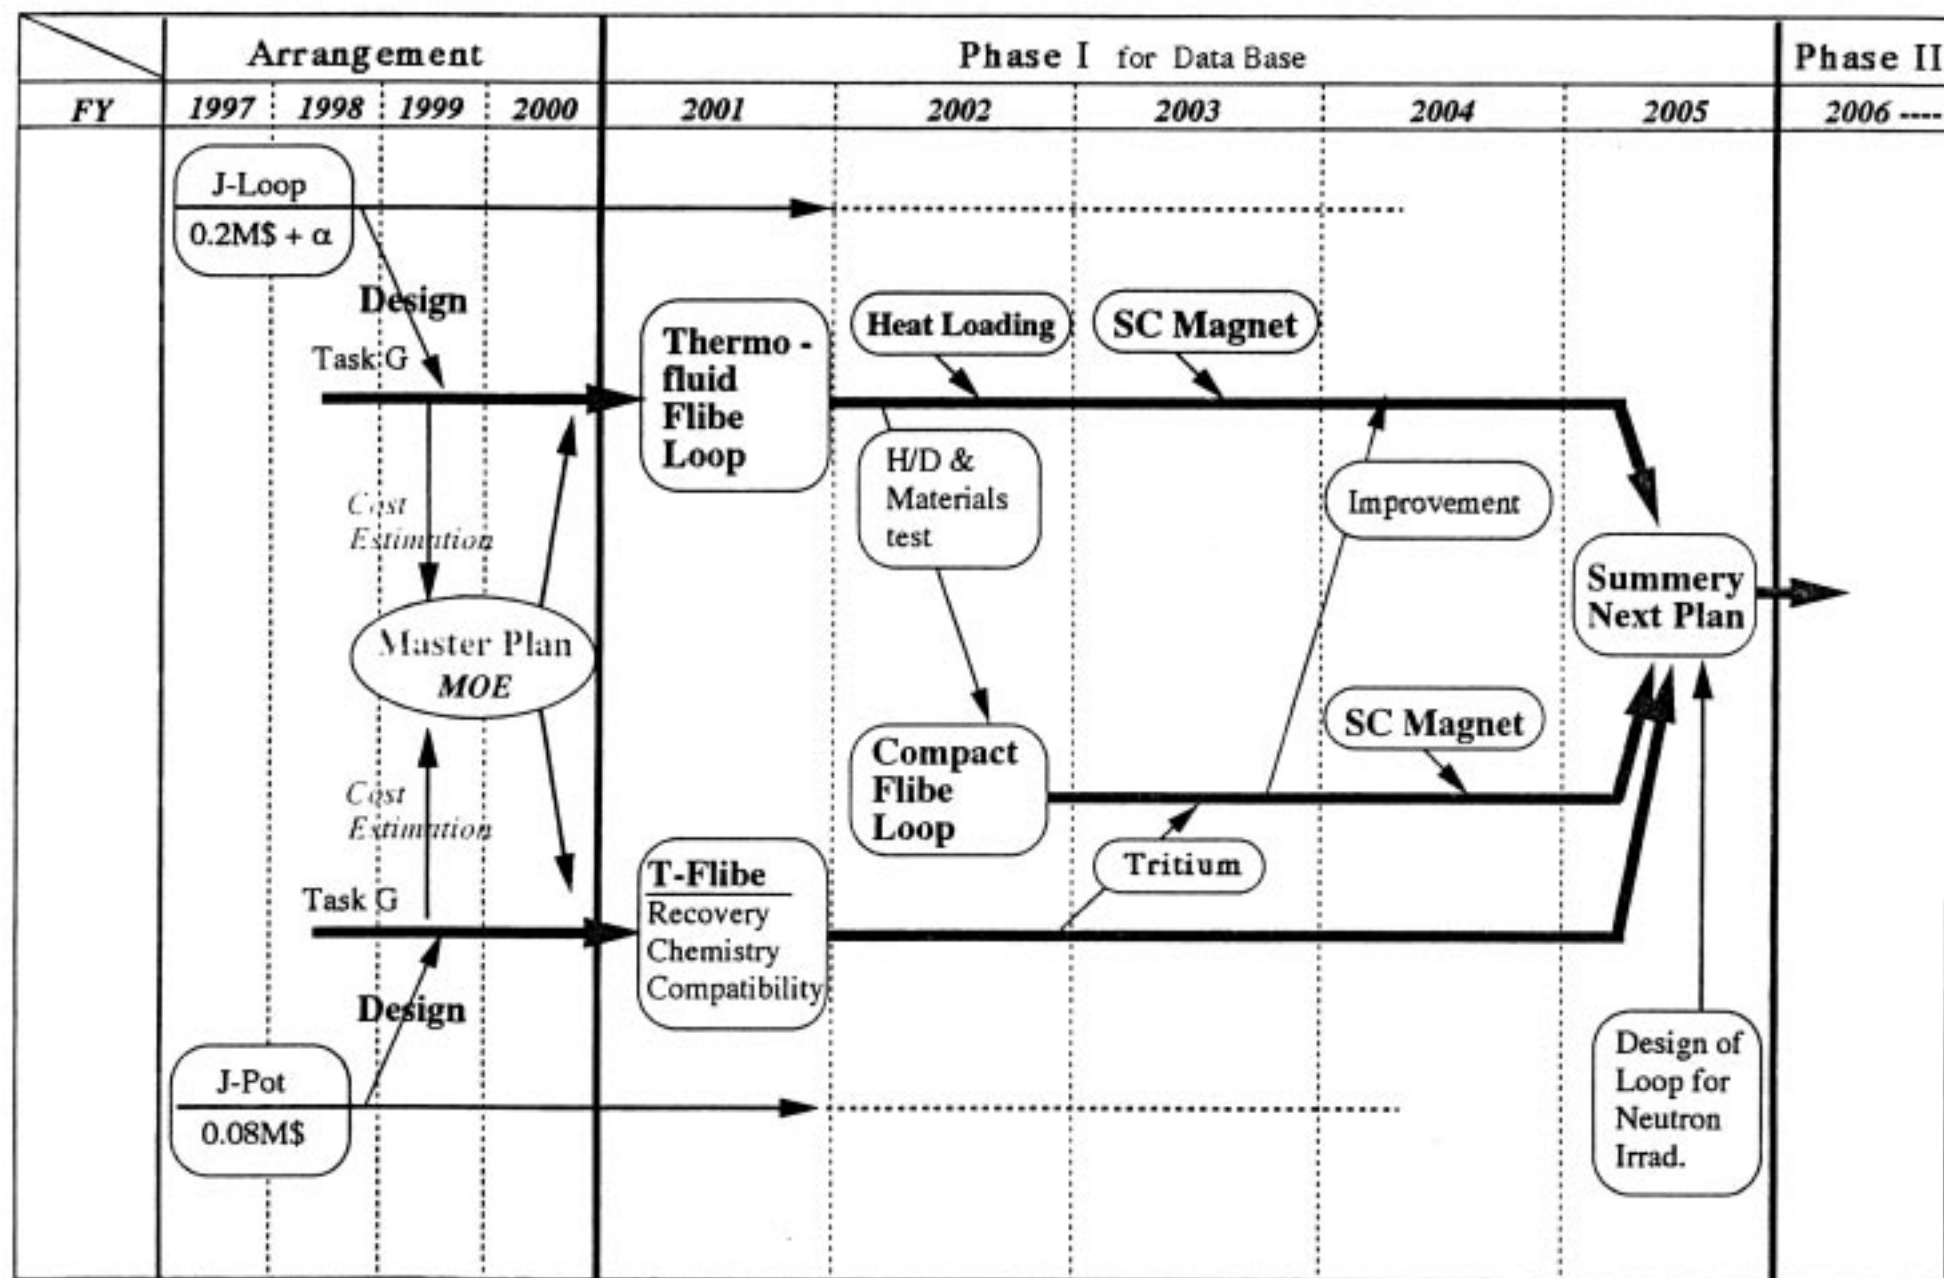 Arrangement
Phase I for Data Base
Phase II
FY
1997
1998
1999
2000
2001
2002
2003
2004
2005
2006 ----
J-Loop
0.2M$ + α
Design
Task G
Thermo -
fluid
Flibe
Loop
Heat Loading
SC Magnet
H/D &
Materials
test
Improvement
Cost
Estimation
Master Plan
MOE
Summery
Next Plan
SC Magnet
Compact
Flibe
Loop
Cost
Estimation
Tritium
Task G
T-Flibe
Recovery
Chemistry
Compatibility
Design
J-Pot
0.08M$
Design of
Loop for
Neutron
Irrad.